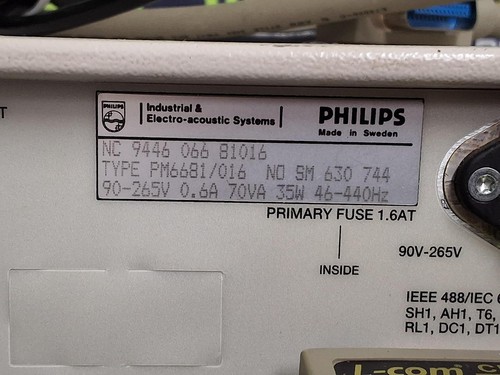 T
PHILIPS
Industrial &
Electro-acoustic Systems
PHILIPS
Made in Sweden
NC 9446 066 81016
TYPE PM6681/016 NO SM 630 744
90-265V 0.6A 70VA 35W 46-440Hz
PRIMARY FUSE 1.6AT
INSIDE
90V-265V
IEEE 488/IEC
SH1, AH1, T6,
RL1, DC1, DT1
L-com